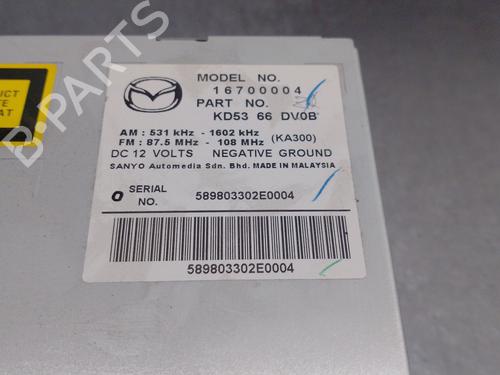 MODEL NO.
16700004
PART NO.
KD53 66 DV0B
AM : 531 kHz - 1602 kHz
FM : 87.5 MHz - 108 MHz (KA300)
DC 12 VOLTS NEGATIVE GROUND
SANYO Automedia Sdn. Bhd. MADE IN MALAYSIA
O SERIAL NO. 589803302E0004
589803302E0004
B-PARTS